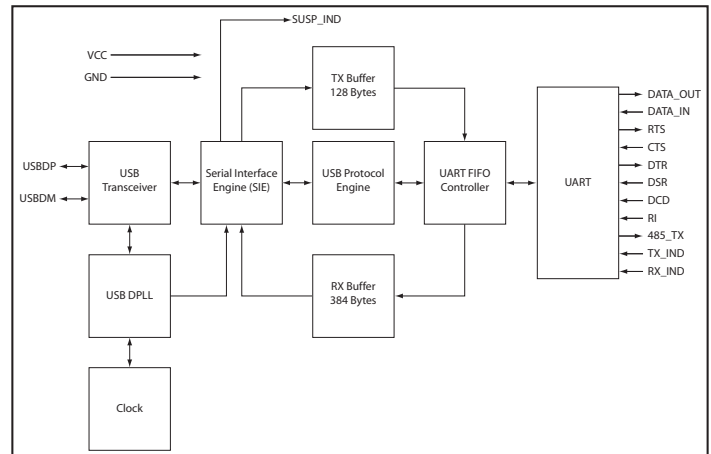 SUSP_IND
VCC
GND
TX Buffer
128 Bytes
DATA_OUT
DATA_IN
RTS
CTS
DTR
DSR
DCD
RI
485_TX
TX_IND
RX_IND
USBDP
USBDM
USB
Transceiver
Serial Interface
Engine (SIE)
USB Protocol
Engine
UART FIFO
Controller
UART
USB DPLL
RX Buffer
384 Bytes
Clock